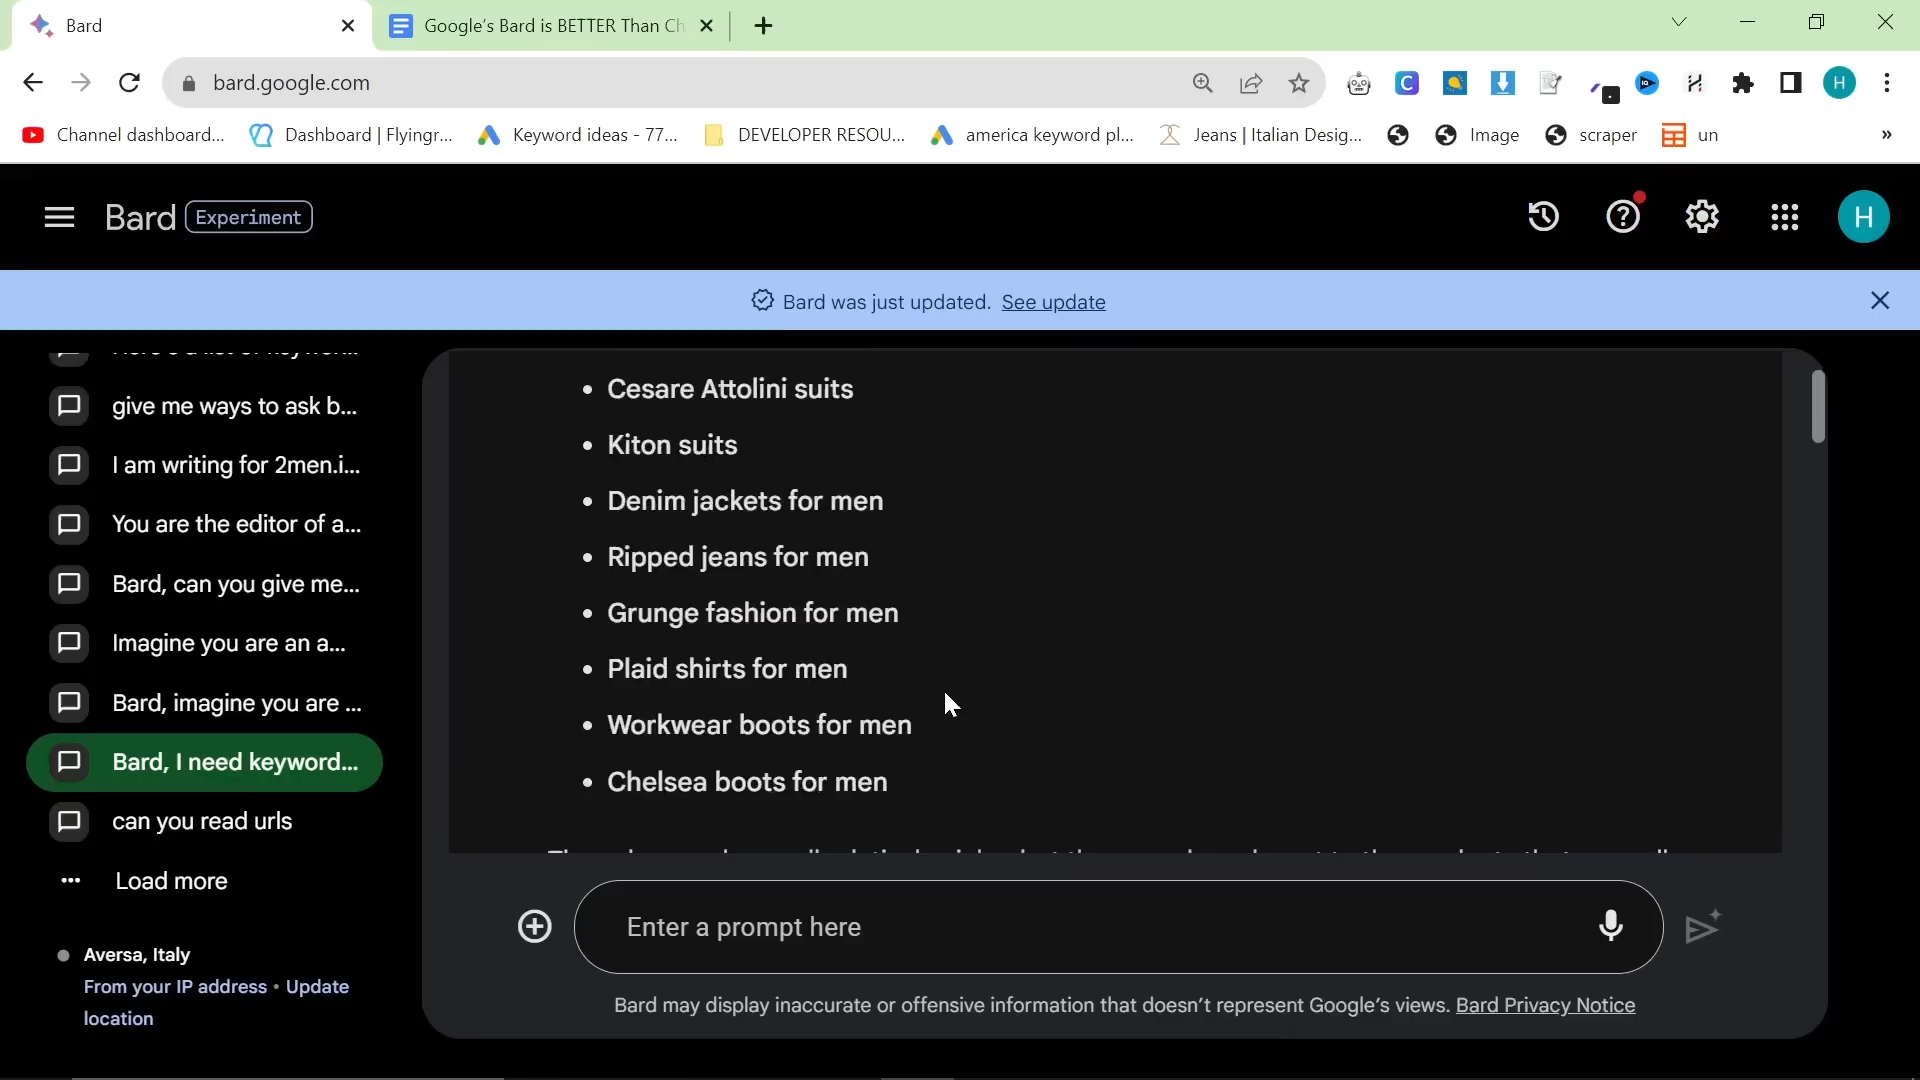 Bard
Google's Bard is BETTER Than Ch
bard.google.com
H
Channel dashboard...
Dashboard | Flyingr...
Keyword ideas - 77...
DEVELOPER RESOU...
america keyword pl...
Jeans | Italian Desig...
Image
scraper
un
»
Bard Experiment
H
Bard was just updated. See update
give me ways to ask b...
I am writing for 2men.i...
You are the editor of a...
Bard, can you give me...
Imagine you are an a...
Bard, imagine you are ...
Bard, I need keyword...
can you read urls
Load more
Aversa, Italy
From your IP address • Update
location
• Cesare Attolini suits
• Kiton suits
• Denim jackets for men
• Ripped jeans for men
• Grunge fashion for men
• Plaid shirts for men
• Workwear boots for men
• Chelsea boots for men
Enter a prompt here
Bard may display inaccurate or offensive information that doesn't represent Google's views. Bard Privacy Notice